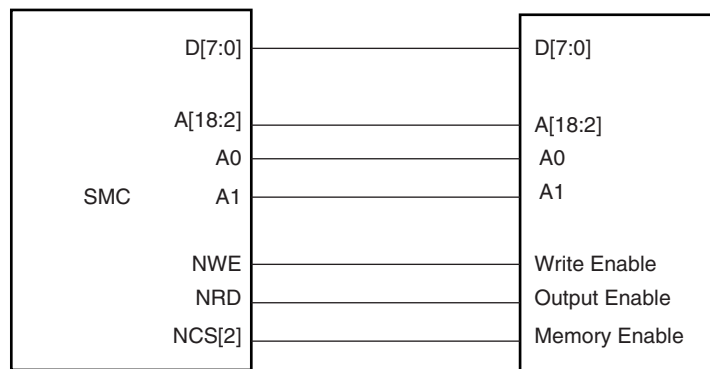 D[7:0] D[7:0]
A[18:2] A[18:2]
A0 A0
SMC A1 A1
NWE Write Enable
NRD Output Enable
NCS[2] Memory Enable